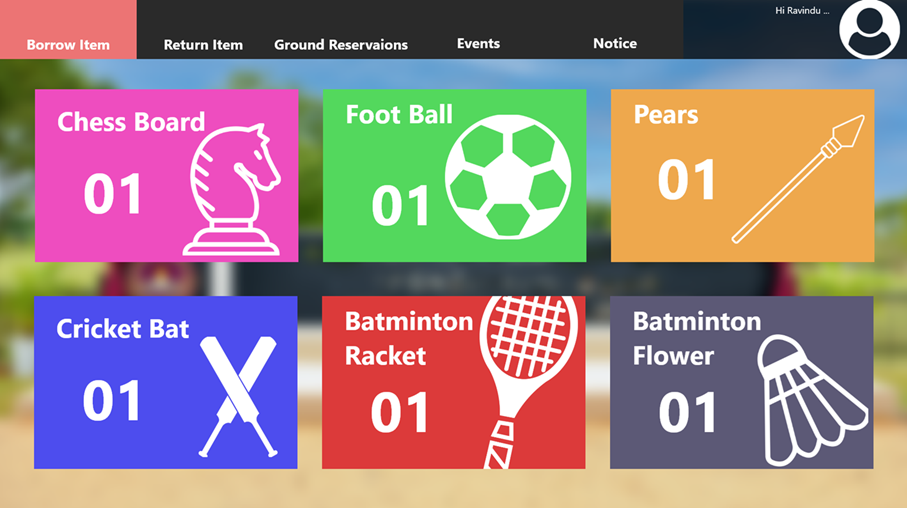 Hi Ravindu ...
Borrow Item
Return Item
Ground Reservaions
Events
Notice
Chess Board
01
Foot Ball
01
Pears
01
Cricket Bat
01
Batminton
Racket
01
Batminton
Flower
01